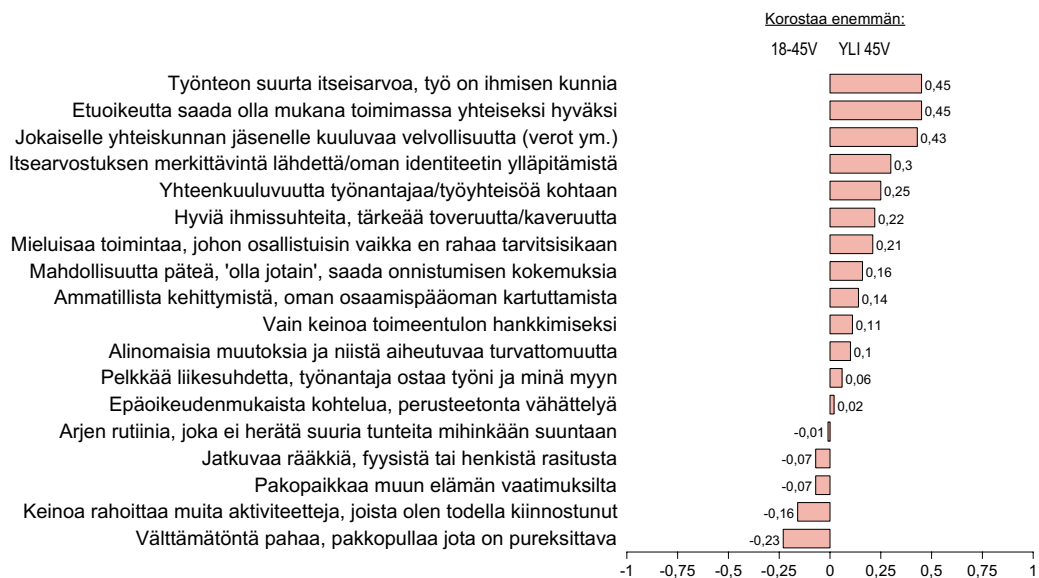 Korostaa enemmän:
18-45V YLI 45V
Työnteon suurta itseisarvoa, työ on ihmisen kunnia 0,45
Etuoikeutta saada olla mukana toimimassa yhteiseksi hyväksi 0,45
Jokaiselle yhteiskunnan jäsenelle kuuluvaa velvollisuutta (verot ym.) 0,43
Itsearvostuksen merkittävintä lähdettä/oman identiteetin ylläpitämistä 0,3
Yhteenkuuluvuutta työnantajaa/työyhteisöä kohtaan 0,25
Hyviä ihmissuhteita, tärkeää toveruutta/kaveruutta 0,22
Mieluisaa toimintaa, johon osallistuisin vaikka en rahaa tarvitsisikaan 0,21
Mahdollisuutta päteä, 'olla jotain', saada onnistumisen kokemuksia 0,16
Ammatillista kehittymistä, oman osaamispääoman kartuttamista 0,14
Vain keinoa toimeentulon hankkimiseksi 0,11
Alinomaisia muutoksia ja niistä aiheutuvaa turvattomuutta 0,1
Pelkkää liikesuhdetta, työnantaja ostaa työni ja minä myyn 0,06
Epäoikeudenmukaista kohtelua, perusteetonta vähättelyä 0,02
Arjen rutiinia, joka ei herätä suuria tunteita mihinkään suuntaan -0,01
Jatkuvaa rääkkiä, fyysistä tai henkistä rasitusta -0,07
Pakopaikkaa muun elämän vaatimuksilta -0,07
Keinoa rahoittaa muita aktiviteetteja, joista olen todella kiinnostunut -0,16
Välttämätöntä pahaa, pakkopullaa jota on pureksittava -0,23
-1 -0,75 -0,5 -0,25 0 0,25 0,5 0,75 1